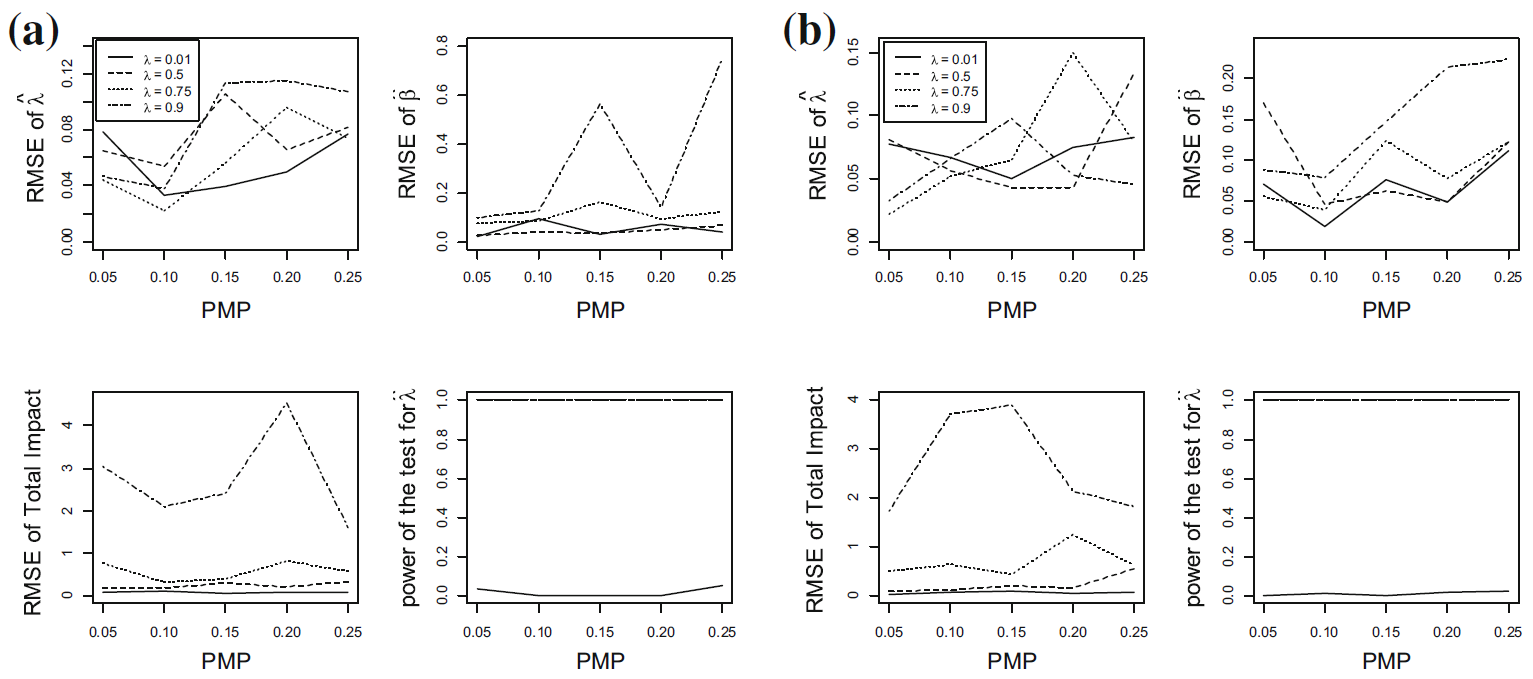 (a)
RMSE of λ̂
0.00 0.04 0.08 0.12
λ = 0.01
λ = 0.5
λ = 0.75
λ = 0.9
0.05 0.10 0.15 0.20 0.25
PMP
RMSE of β
0.0 0.2 0.4 0.6 0.8
0.05 0.10 0.15 0.20 0.25
PMP
RMSE of Total Impact
0 1 2 3 4
0.05 0.10 0.15 0.20 0.25
PMP
power of the test for λ
0.0 0.2 0.4 0.6 0.8 1.0
0.05 0.10 0.15 0.20 0.25
PMP
(b)
RMSE of λ̂
0.00 0.05 0.10 0.15
λ = 0.01
λ = 0.5
λ = 0.75
λ = 0.9
0.05 0.10 0.15 0.20 0.25
PMP
RMSE of β
0.00 0.05 0.10 0.15 0.20
0.05 0.10 0.15 0.20 0.25
PMP
RMSE of Total Impact
0 1 2 3 4
0.05 0.10 0.15 0.20 0.25
PMP
power of the test for λ
0.0 0.2 0.4 0.6 0.8 1.0
0.05 0.10 0.15 0.20 0.25
PMP